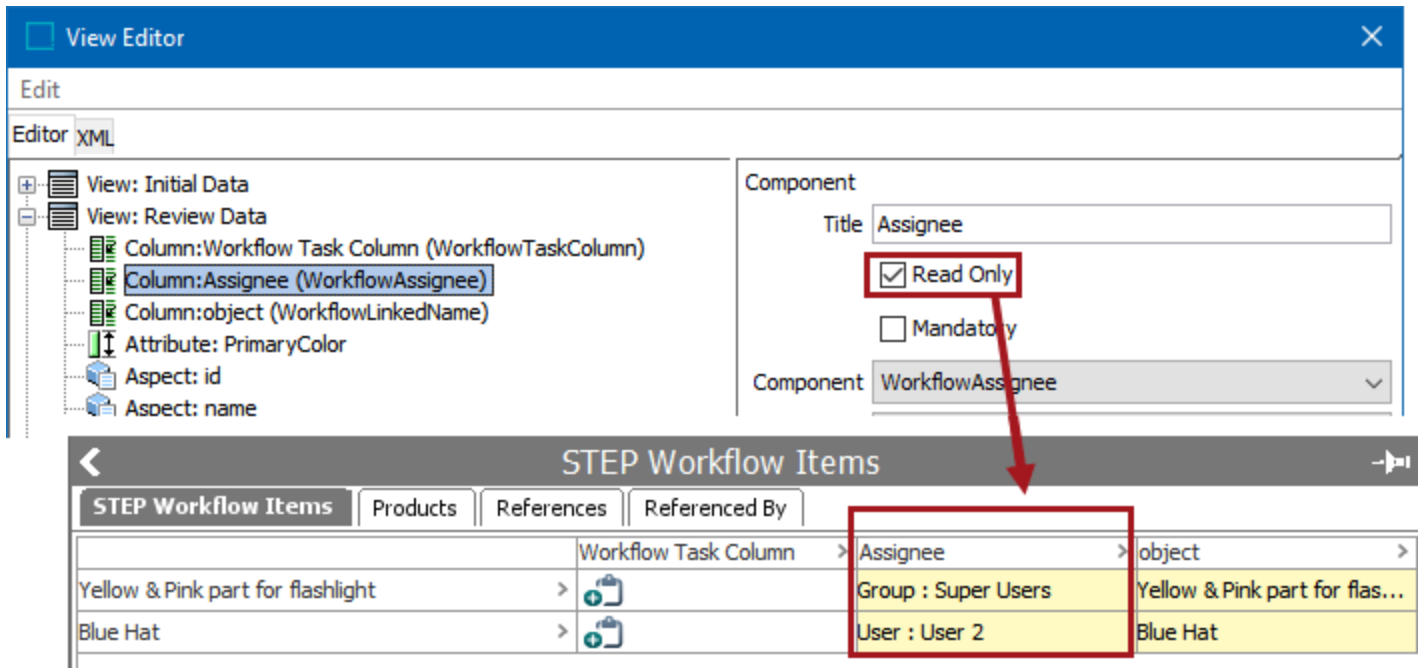 View Editor
Edit
Editor XML
View: Initial Data
View: Review Data
Column:Workflow Task Column (WorkflowTaskColumn)
Column:Assignee (WorkflowAssignee)
Column:object (WorkflowLinkedName)
Attribute: PrimaryColor
Aspect: id
Aspect: name
Component
Title Assignee
Read Only
Mandatory
Component WorkflowAssignee
STEP Workflow Items
STEP Workflow Items Products References Referenced By
Workflow Task Column > Assignee > object >
Yellow & Pink part for flashlight > Group : Super Users Yellow & Pink part for flas...
Blue Hat > User : User 2 Blue Hat